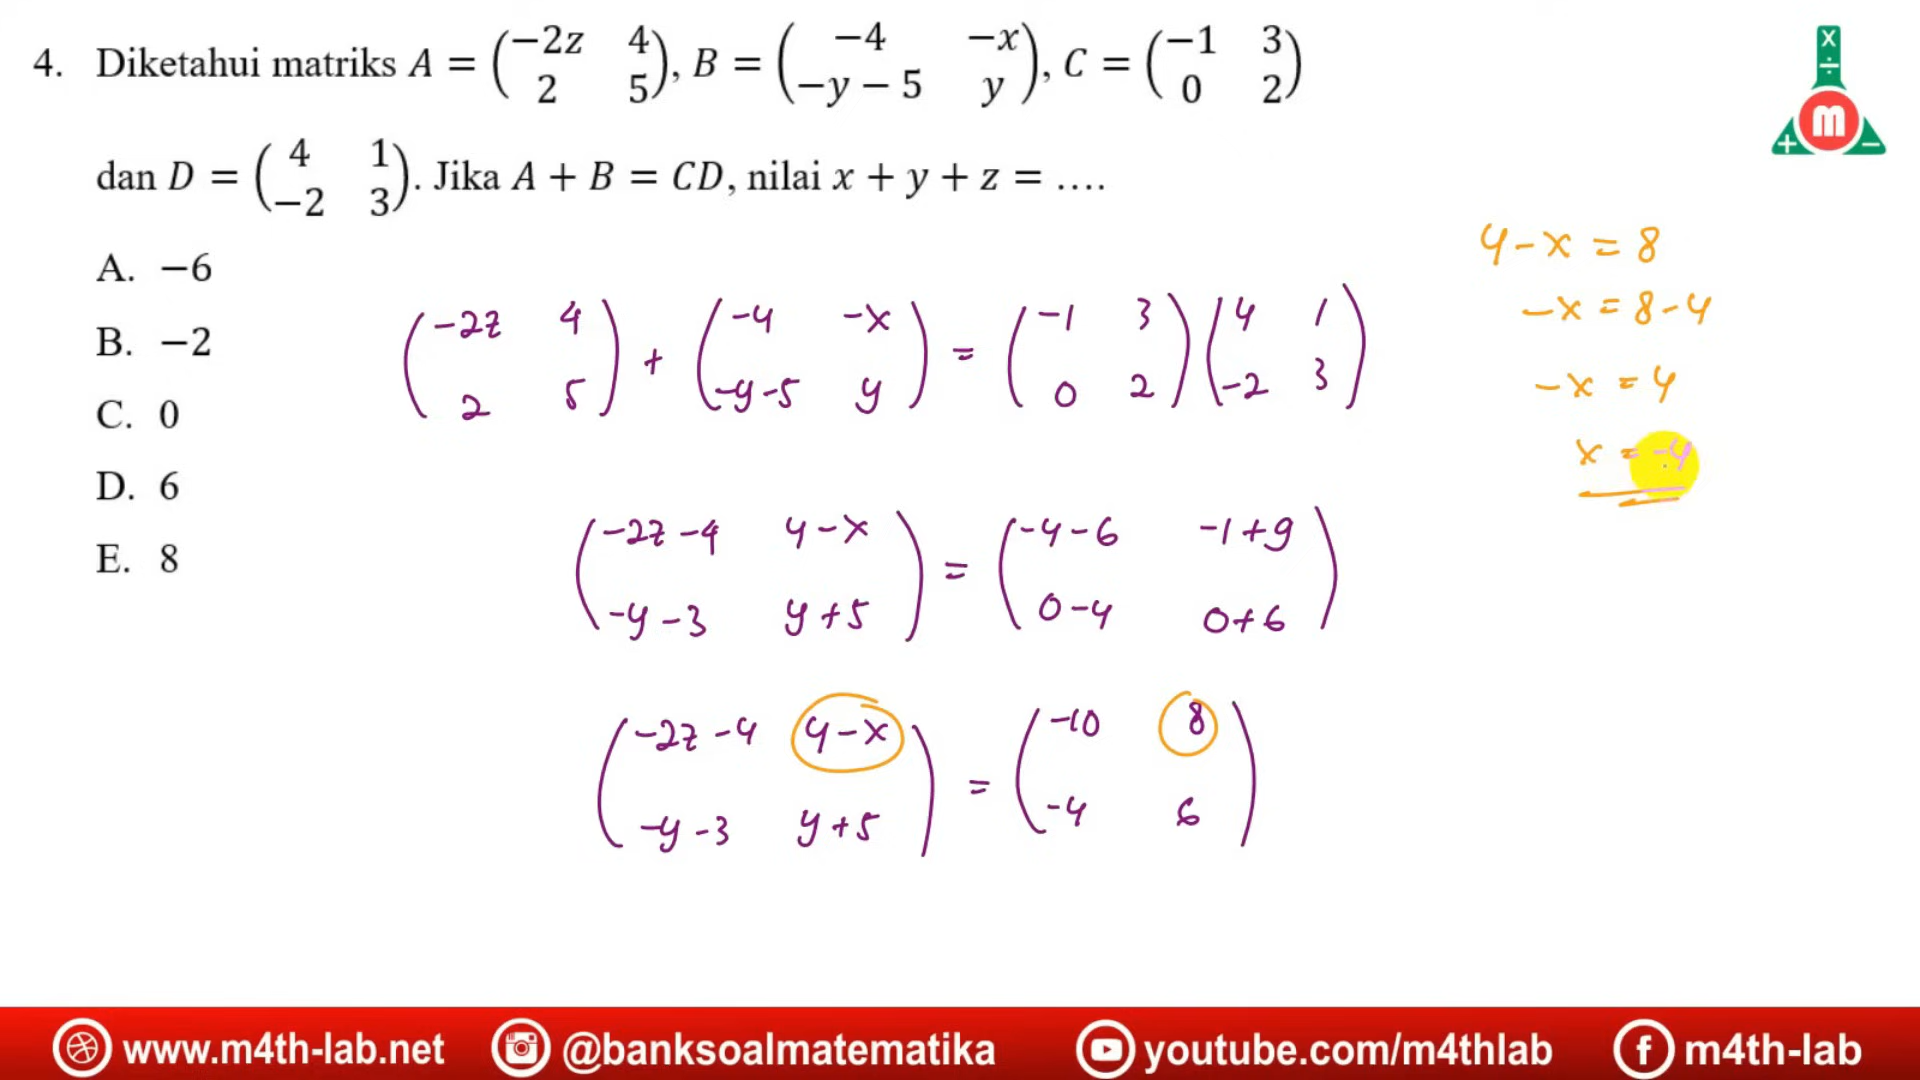 4. Diketahui matriks A = (−2z 4 2 5), B = (−4 −x −y − 5 y), C = (−1 3 0 2)
dan D = (4 1 −2 3). Jika A + B = CD, nilai x + y + z = ....
A. −6
B. −2
C. 0
D. 6
E. 8
(-2z 4 2 5) + (-4 -x -y-5 y) = (-1 3 0 2)(4 1 -2 3)
(-2z-4 4-x -y-3 y+5) = (-4-6 -1+9 0-4 0+6)
(-2z-4 4-x -y-3 y+5) = (-10 8 -4 6)
4-x = 8
-x = 8-4
-x = 4
x = -4
x ÷ m + −
www.m4th-lab.net @banksoalmatematika youtube.com/m4thlab m4th-lab